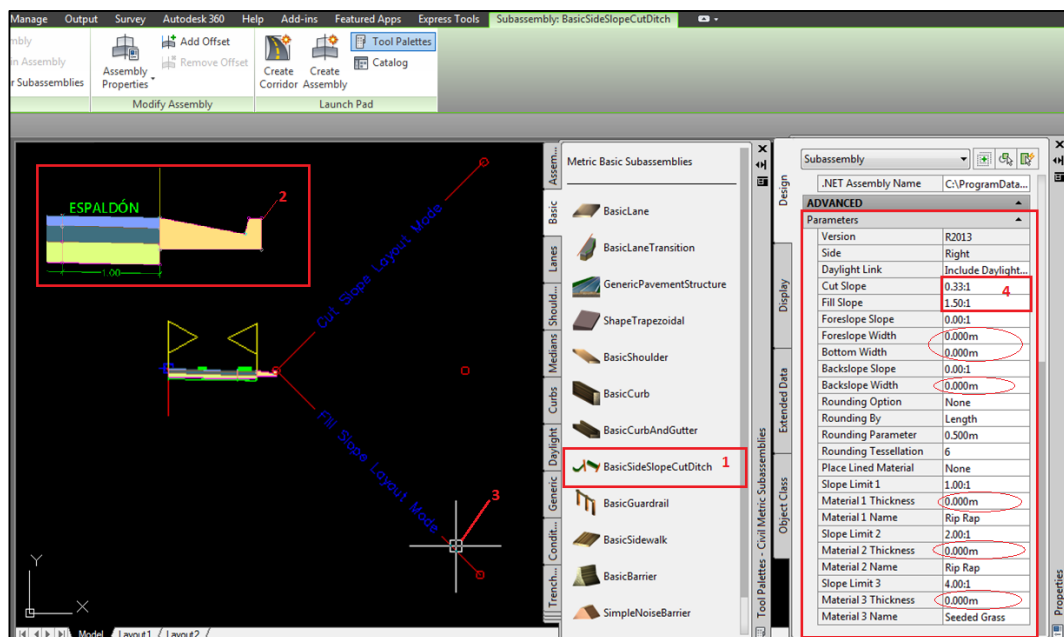 Manage Output Survey Autodesk 360 Help Add-ins Featured Apps Express Tools Subassembly: BasicSideSlopeCutDitch
mbly
n Assembly
r Subassemblies
Assembly Properties
Add Offset
Remove Offset
Modify Assembly
Create Corridor
Create Assembly
Tool Palettes
Catalog
Launch Pad
ESPALDÓN
1.00
2
Cut Slope Layout Mode
Fill Slope Layout Mode
3
Y
X
Model Layout1 Layout2
Assem...
Basic
Lanes
Should...
Medians
Curbs
Daylight
Generic
Condit...
Trench...
Metric Basic Subassemblies
BasicLane
BasicLaneTransition
GenericPavementStructure
ShapeTrapezoidal
BasicShoulder
BasicCurb
BasicCurbAndGutter
BasicSideSlopeCutDitch 1
BasicGuardrail
BasicSidewalk
BasicBarrier
SimpleNoiseBarrier
Tool Palettes - Civil Metric Subassemblies
Design
Display
Extended Data
Object Class
Subassembly
.NET Assembly Name C:\ProgramData...
ADVANCED
Parameters
Version R2013
Side Right
Daylight Link Include Daylight...
Cut Slope 0.33:1
4
Fill Slope 1.50:1
Foreslope Slope 0.00:1
Foreslope Width 0.000m
Bottom Width 0.000m
Backslope Slope 0.00:1
Backslope Width 0.000m
Rounding Option None
Rounding By Length
Rounding Parameter 0.500m
Rounding Tessellation 6
Place Lined Material None
Slope Limit 1 1.00:1
Material 1 Thickness 0.000m
Material 1 Name Rip Rap
Slope Limit 2 2.00:1
Material 2 Thickness 0.000m
Material 2 Name Rip Rap
Slope Limit 3 4.00:1
Material 3 Thickness 0.000m
Material 3 Name Seeded Grass
Properties